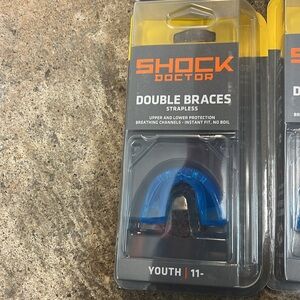 SHOCK
DOCTOR
DOUBLE BRACES
STRAPLESS
UPPER AND LOWER PROTECTION
BREATHING CHANNELS - INSTANT FIT, NO BOIL
YOUTH | 11-